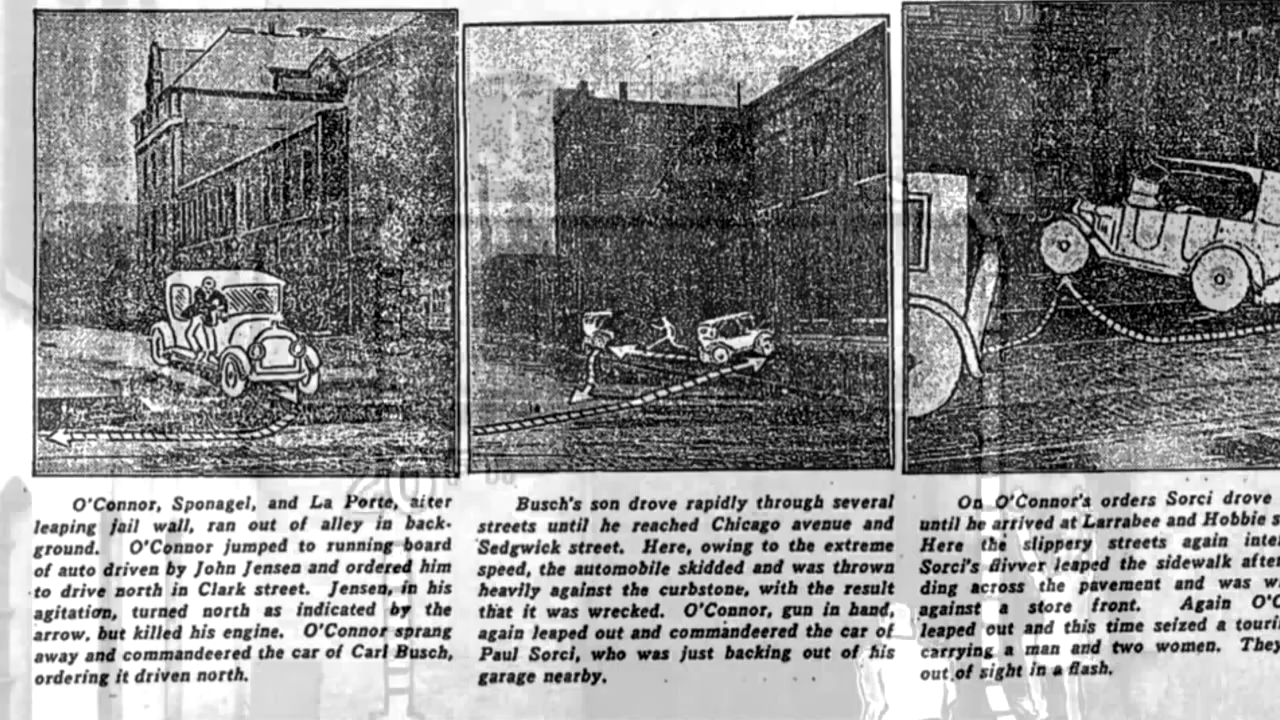 O'Connor, Sponagel, and La Porte, after
leaping jail wall, ran out of alley in back-
ground. O'Connor jumped to running board
of auto driven by John Jensen and ordered him
to drive north in Clark street. Jensen, in his
agitation, turned north as indicated by the
arrow, but killed his engine. O'Connor sprang
away and commandeered the car of Carl Busch,
ordering it driven north.
Busch's son drove rapidly through several
streets until he reached Chicago avenue and
Sedgwick street. Here, owing to the extreme
speed, the automobile skidded and was thrown
heavily against the curbstone, with the result
that it was wrecked. O'Connor, gun in hand,
again leaped out and commandeered the car of
Paul Sorci, who was just backing out of his
garage nearby.
On O'Connor's orders Sorci drove
until he arrived at Larrabee and Hobbie s
Here the slippery streets again inte
Sorci's flivver leaped the sidewalk after
ding across the pavement and was w
against a store front. Again O'C
leaped out and this time seized a touri
carrying a man and two women. They
out of sight in a flash.